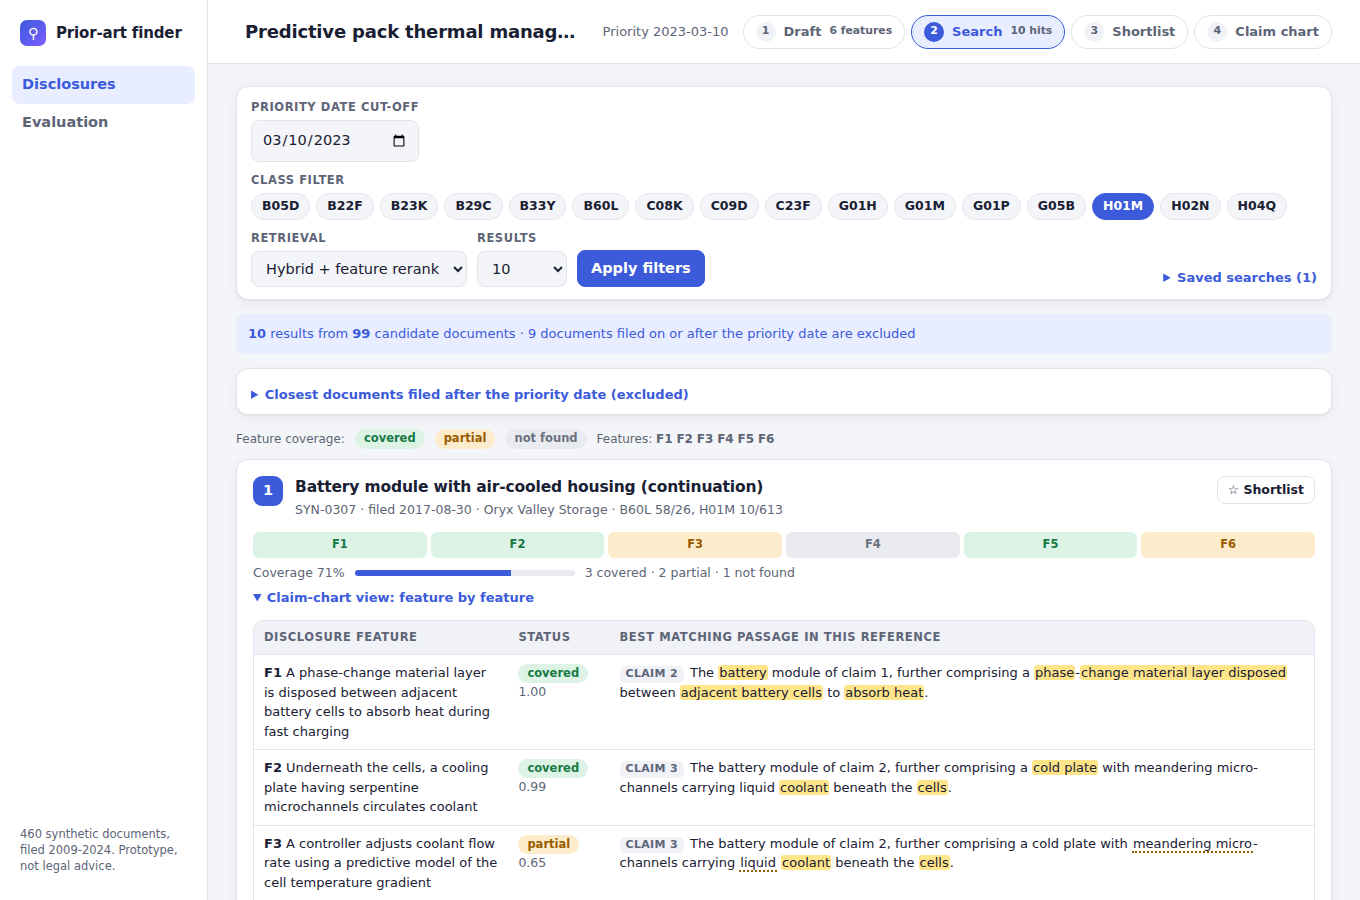 Prior-art finder
Disclosures
Evaluation
460 synthetic documents,
filed 2009-2024. Prototype,
not legal advice.
Predictive pack thermal manag…
Priority 2023-03-10
1 Draft 6 features
2 Search 10 hits
3 Shortlist
4 Claim chart
PRIORITY DATE CUT-OFF
03/10/2023
CLASS FILTER
B05D B22F B23K B29C B33Y B60L C08K C09D C23F G01H G01M G01P G05B H01M H02N H04Q
RETRIEVAL
RESULTS
Hybrid + feature rerank
10
Apply filters
Saved searches (1)
10 results from 99 candidate documents · 9 documents filed on or after the priority date are excluded
Closest documents filed after the priority date (excluded)
Feature coverage: covered partial not found Features: F1 F2 F3 F4 F5 F6
1
Battery module with air-cooled housing (continuation)
SYN-0307 · filed 2017-08-30 · Oryx Valley Storage · B60L 58/26, H01M 10/613
☆ Shortlist
F1 F2 F3 F4 F5 F6
Coverage 71%
3 covered · 2 partial · 1 not found
Claim-chart view: feature by feature
DISCLOSURE FEATURE STATUS BEST MATCHING PASSAGE IN THIS REFERENCE
F1 A phase-change material layer
is disposed between adjacent
battery cells to absorb heat during
fast charging
covered
1.00
CLAIM 2 The battery module of claim 1, further comprising a phase-change material layer disposed
between adjacent battery cells to absorb heat.
F2 Underneath the cells, a cooling
plate having serpentine
microchannels circulates coolant
covered
0.99
CLAIM 3 The battery module of claim 2, further comprising a cold plate with meandering micro-
channels carrying liquid coolant beneath the cells.
F3 A controller adjusts coolant flow
rate using a predictive model of the
cell temperature gradient
partial
0.65
CLAIM 3 The battery module of claim 2, further comprising a cold plate with meandering micro-
channels carrying liquid coolant beneath the cells.